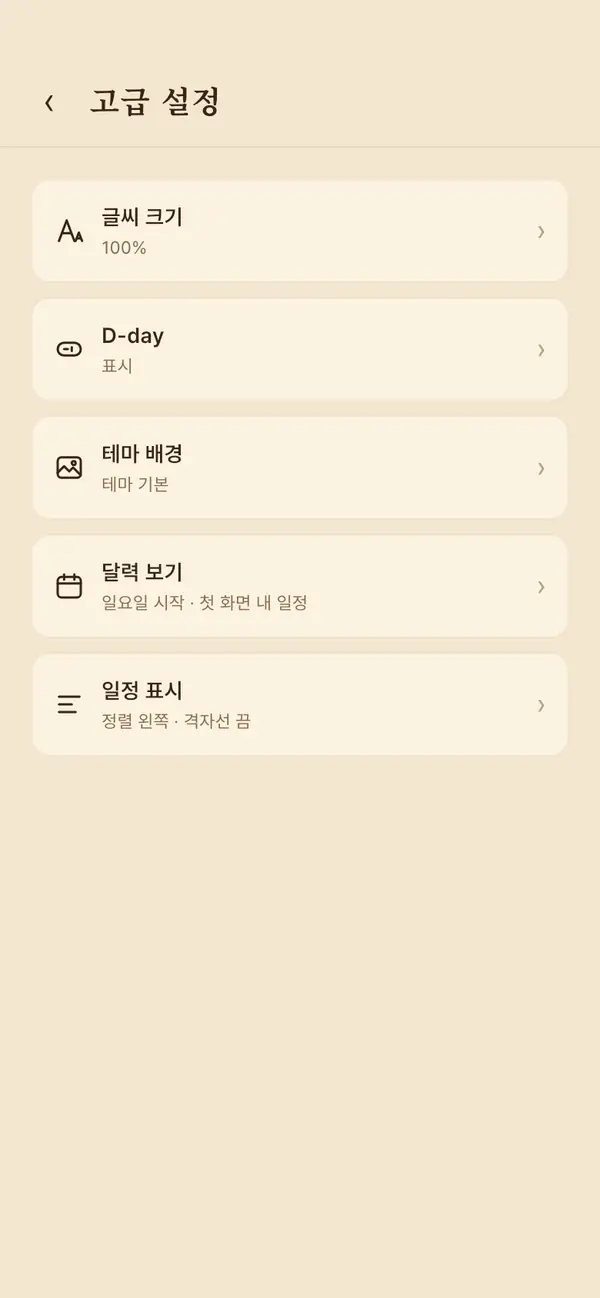 고급 설정
글씨 크기
100%
D-day
표시
테마 배경
테마 기본
달력 보기
일요일 시작 · 첫 화면 내 일정
일정 표시
정렬 왼쪽 · 격자선 끔